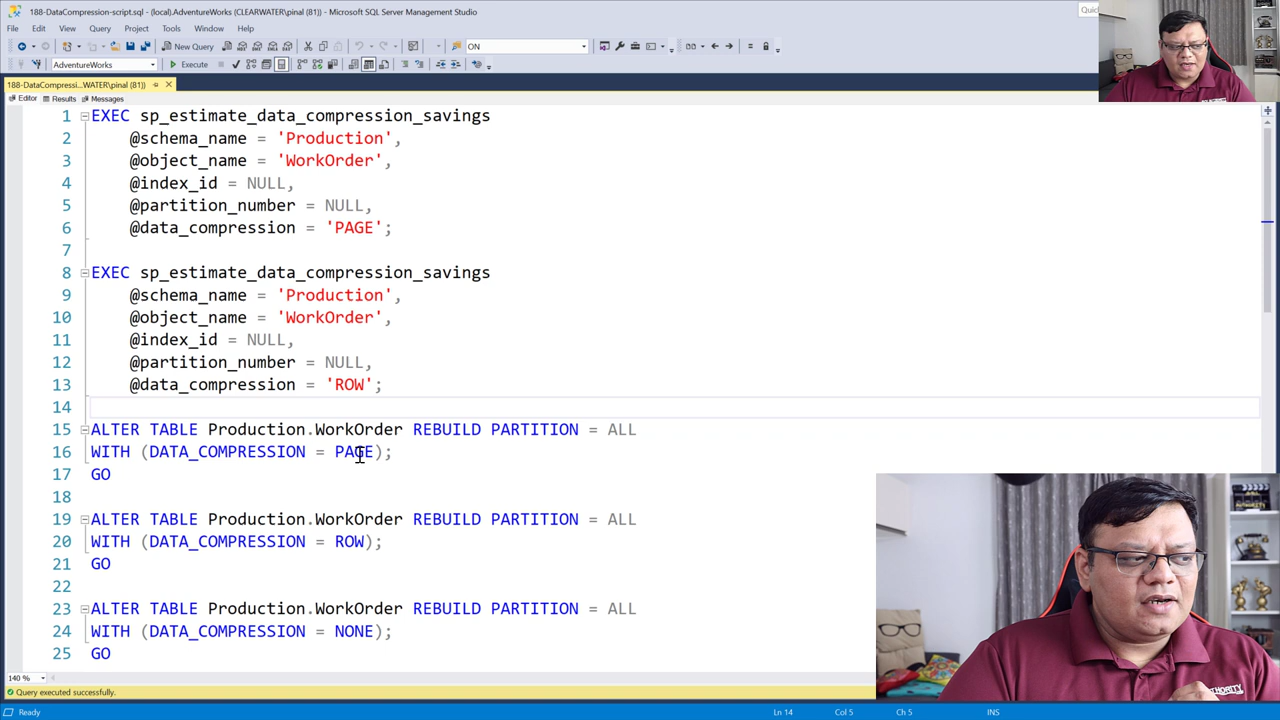 188-DataCompression-script.sql - (local).AdventureWorks (CLEARWATER\pinal (81)) - Microsoft SQL Server Management Studio
Quic
File Edit View Query Project Tools Window Help
New Query ON
AdventureWorks Execute
188-DataCompressi...WATER\pinal (81))
Editor Results Messages
1 EXEC sp_estimate_data_compression_savings
2 @schema_name = 'Production',
3 @object_name = 'WorkOrder',
4 @index_id = NULL,
5 @partition_number = NULL,
6 @data_compression = 'PAGE';
7
8 EXEC sp_estimate_data_compression_savings
9 @schema_name = 'Production',
10 @object_name = 'WorkOrder',
11 @index_id = NULL,
12 @partition_number = NULL,
13 @data_compression = 'ROW';
14
15 ALTER TABLE Production.WorkOrder REBUILD PARTITION = ALL
16 WITH (DATA_COMPRESSION = PAGE);
17 GO
18
19 ALTER TABLE Production.WorkOrder REBUILD PARTITION = ALL
20 WITH (DATA_COMPRESSION = ROW);
21 GO
22
23 ALTER TABLE Production.WorkOrder REBUILD PARTITION = ALL
24 WITH (DATA_COMPRESSION = NONE);
25 GO
140 %
Query executed successfully.
Ready Ln 14 Col 5 Ch 5 INS